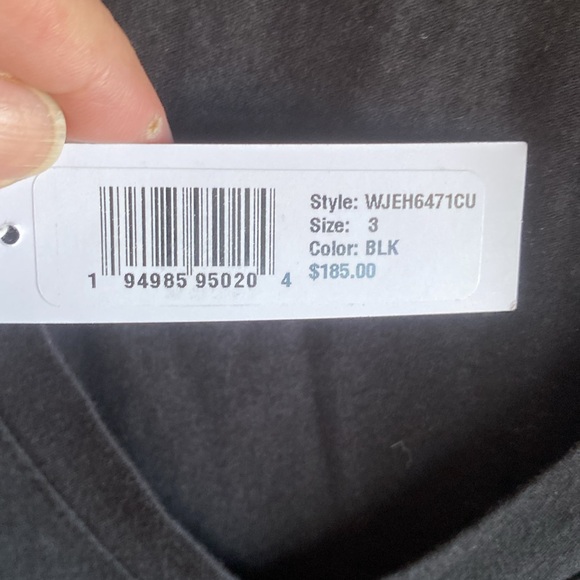 Style: WJEH6471CU
Size: 3
Color: BLK
$185.00
1 94985 95020 4